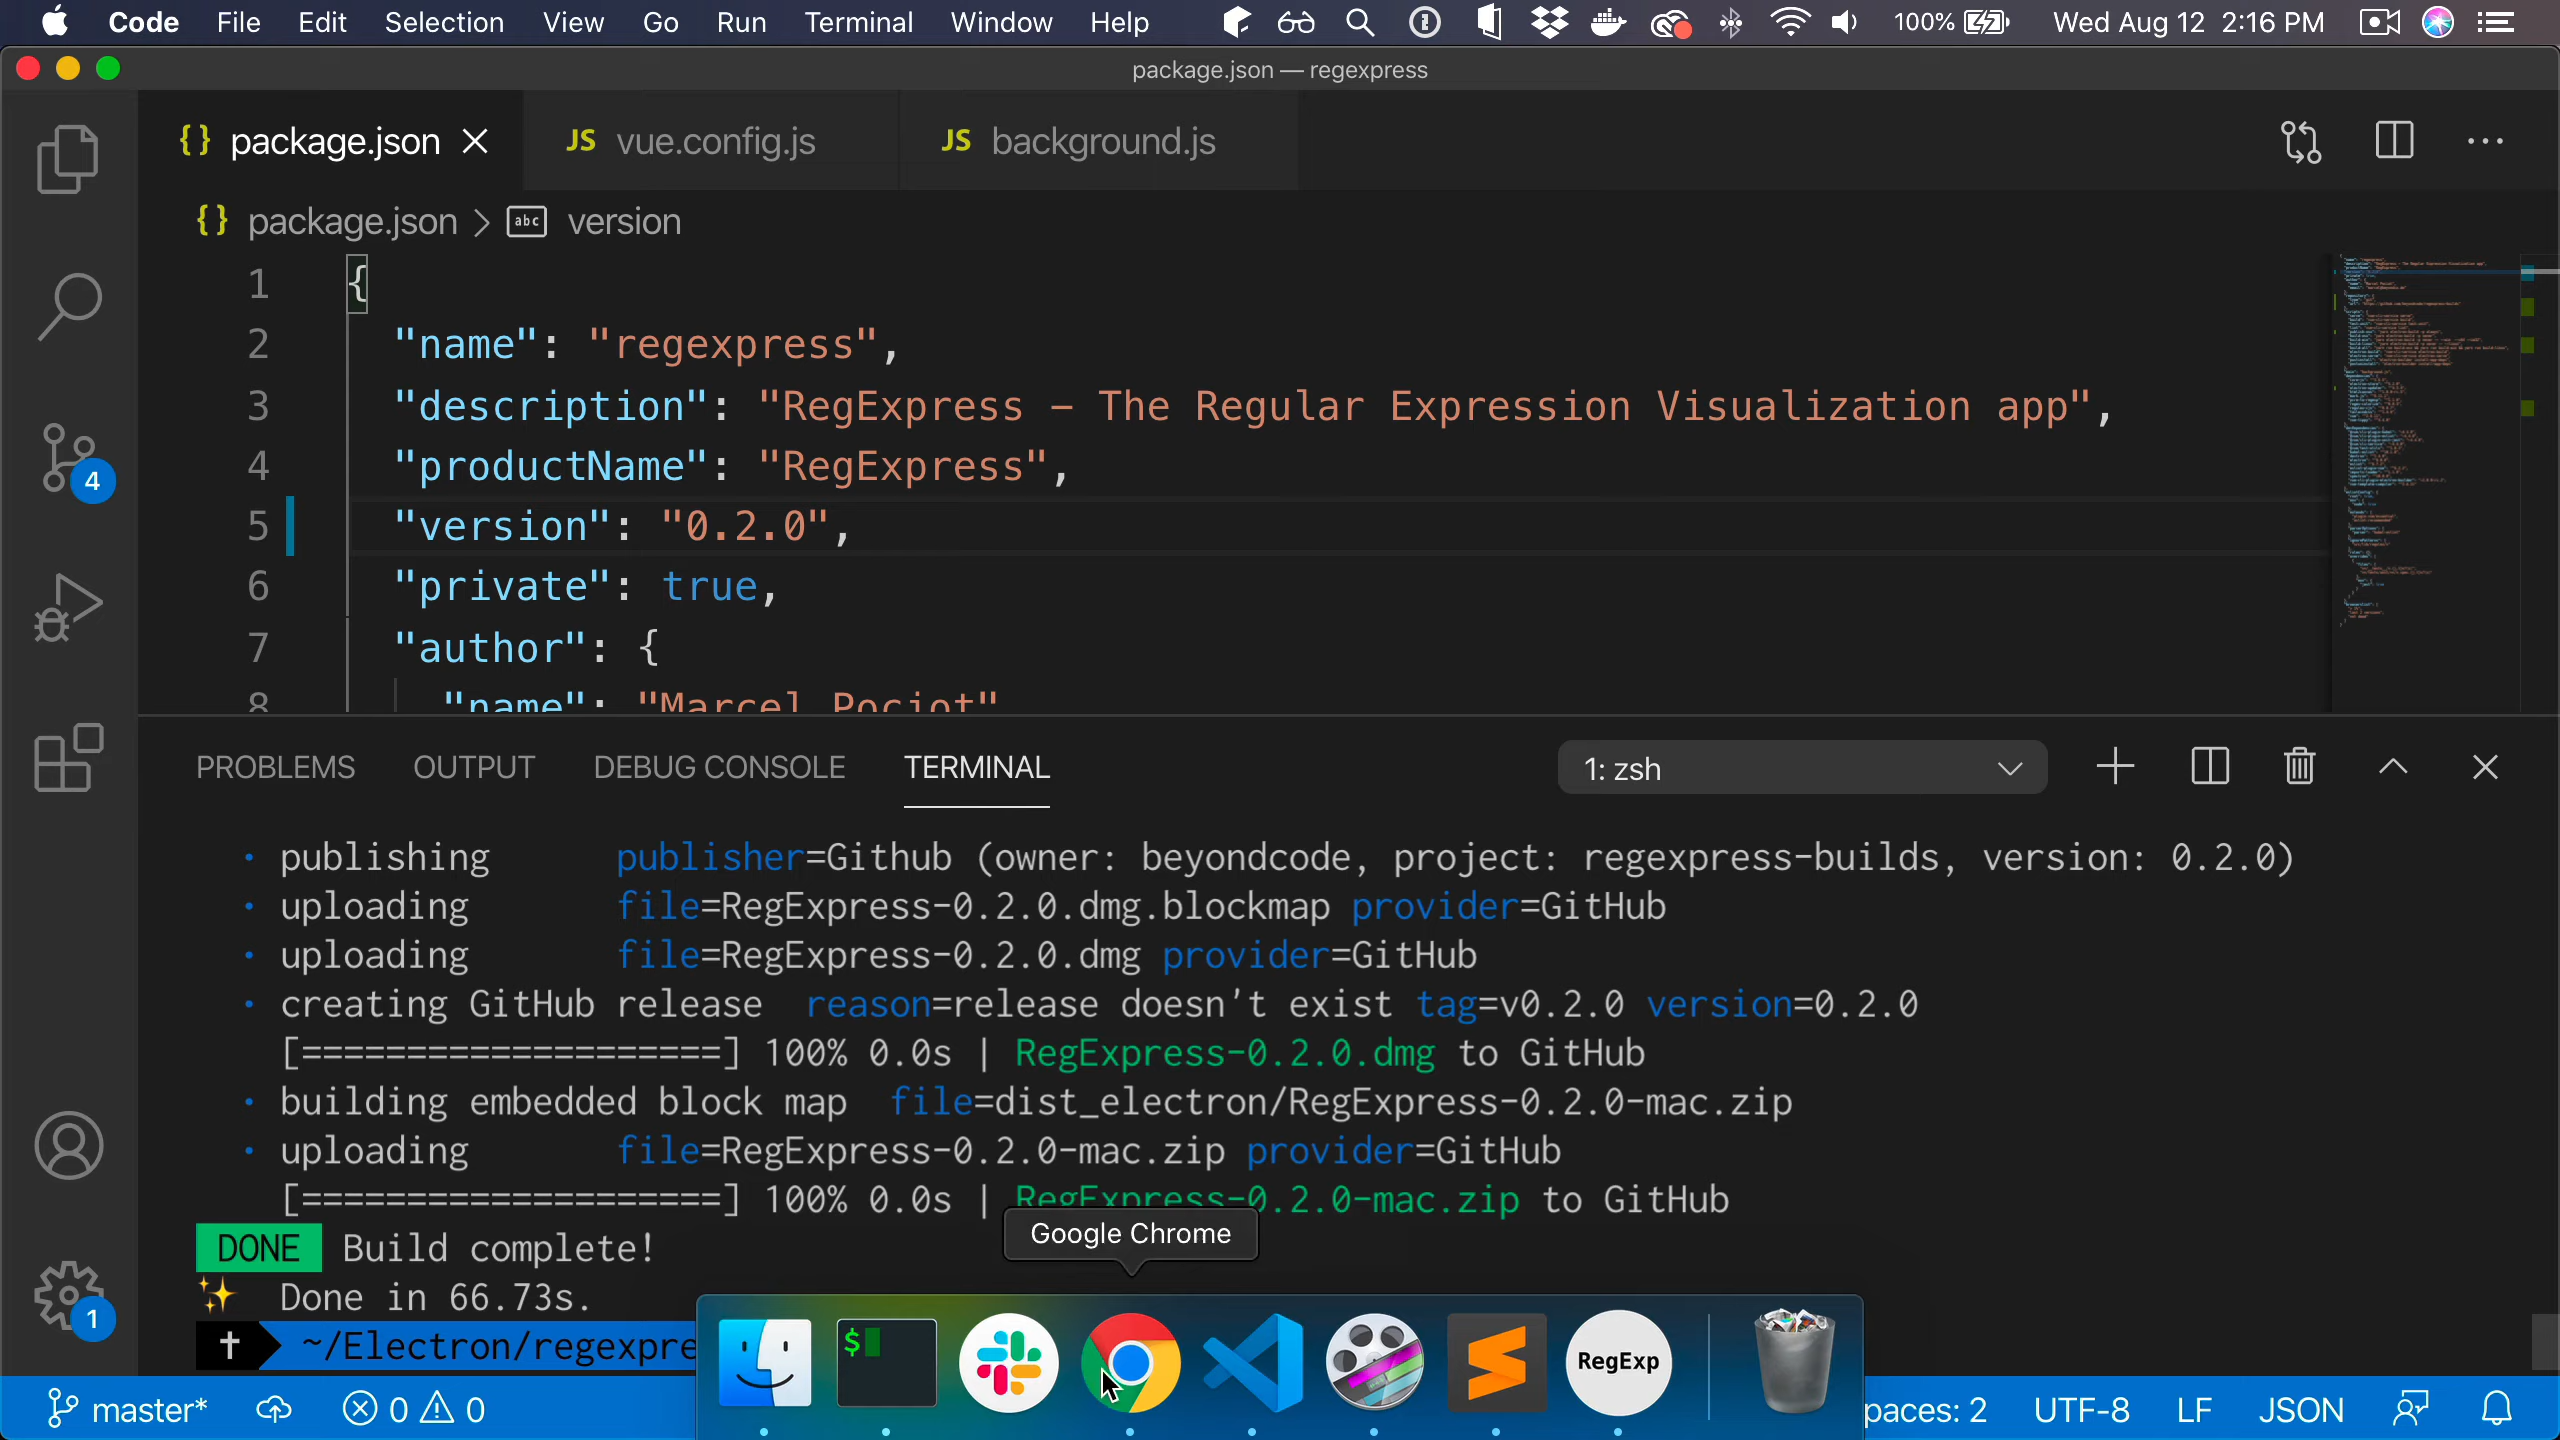 Code File Edit Selection View Go Run Terminal Window Help 100% Wed Aug 12 2:16 PM
package.json — regexpress
{} package.json JS vue.config.js JS background.js
{} package.json > abc version
1 {
2 "name": "regexpress",
3 "description": "RegExpress – The Regular Expression Visualization app",
4 "productName": "RegExpress",
5 "version": "0.2.0",
6 "private": true,
7 "author": {
8 "name": "Marcel Pociot"
4
PROBLEMS OUTPUT DEBUG CONSOLE TERMINAL 1: zsh
• publishing publisher=Github (owner: beyondcode, project: regexpress-builds, version: 0.2.0)
• uploading file=RegExpress-0.2.0.dmg.blockmap provider=GitHub
• uploading file=RegExpress-0.2.0.dmg provider=GitHub
• creating GitHub release reason=release doesn't exist tag=v0.2.0 version=0.2.0
[====================] 100% 0.0s | RegExpress-0.2.0.dmg to GitHub
• building embedded block map file=dist_electron/RegExpress-0.2.0-mac.zip
• uploading file=RegExpress-0.2.0-mac.zip provider=GitHub
[====================] 100% 0.0s | RegExpress-0.2.0-mac.zip to GitHub
Google Chrome
DONE Build complete!
✨ Done in 66.73s.
1
~/Electron/regexpre
$
RegExp
master* 0 0 paces: 2 UTF-8 LF JSON